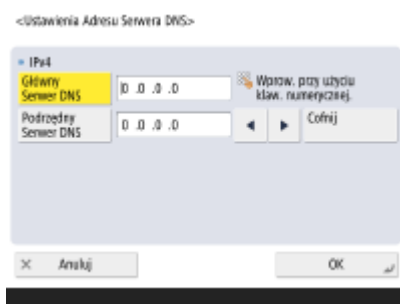 <Ustawienia Adresu Serwera DNS>
IPv4
Główny
Serwer DNS
0 .0 .0 .0
Wprow. przy użyciu
klaw. numerycznej.
Podrzędny
Serwer DNS
0 .0 .0 .0
Cofnij
Anuluj
OK